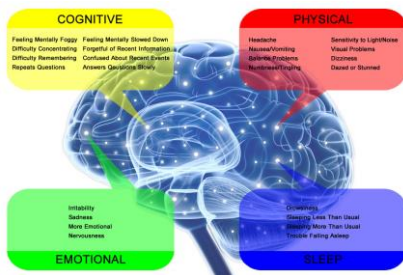 COGNITIVE
Feeling Mentally Foggy Feeling Mentally Slowed Down
Difficulty Concentrating Forgetful of Recent Information
Difficulty Remembering Confused About Recent Events
Repeats Questions Answers Questions Slowly
PHYSICAL
Headache Sensitivity to Light/Noise
Nausea/Vomiting Visual Problems
Balance Problems Dizziness
Numbness/Tingling Dazed or Stunned
Irritability
Sadness
More Emotional
Nervousness
EMOTIONAL
Drowsiness
Sleeping Less Than Usual
Sleeping More Than Usual
Trouble Falling Asleep
SLEEP